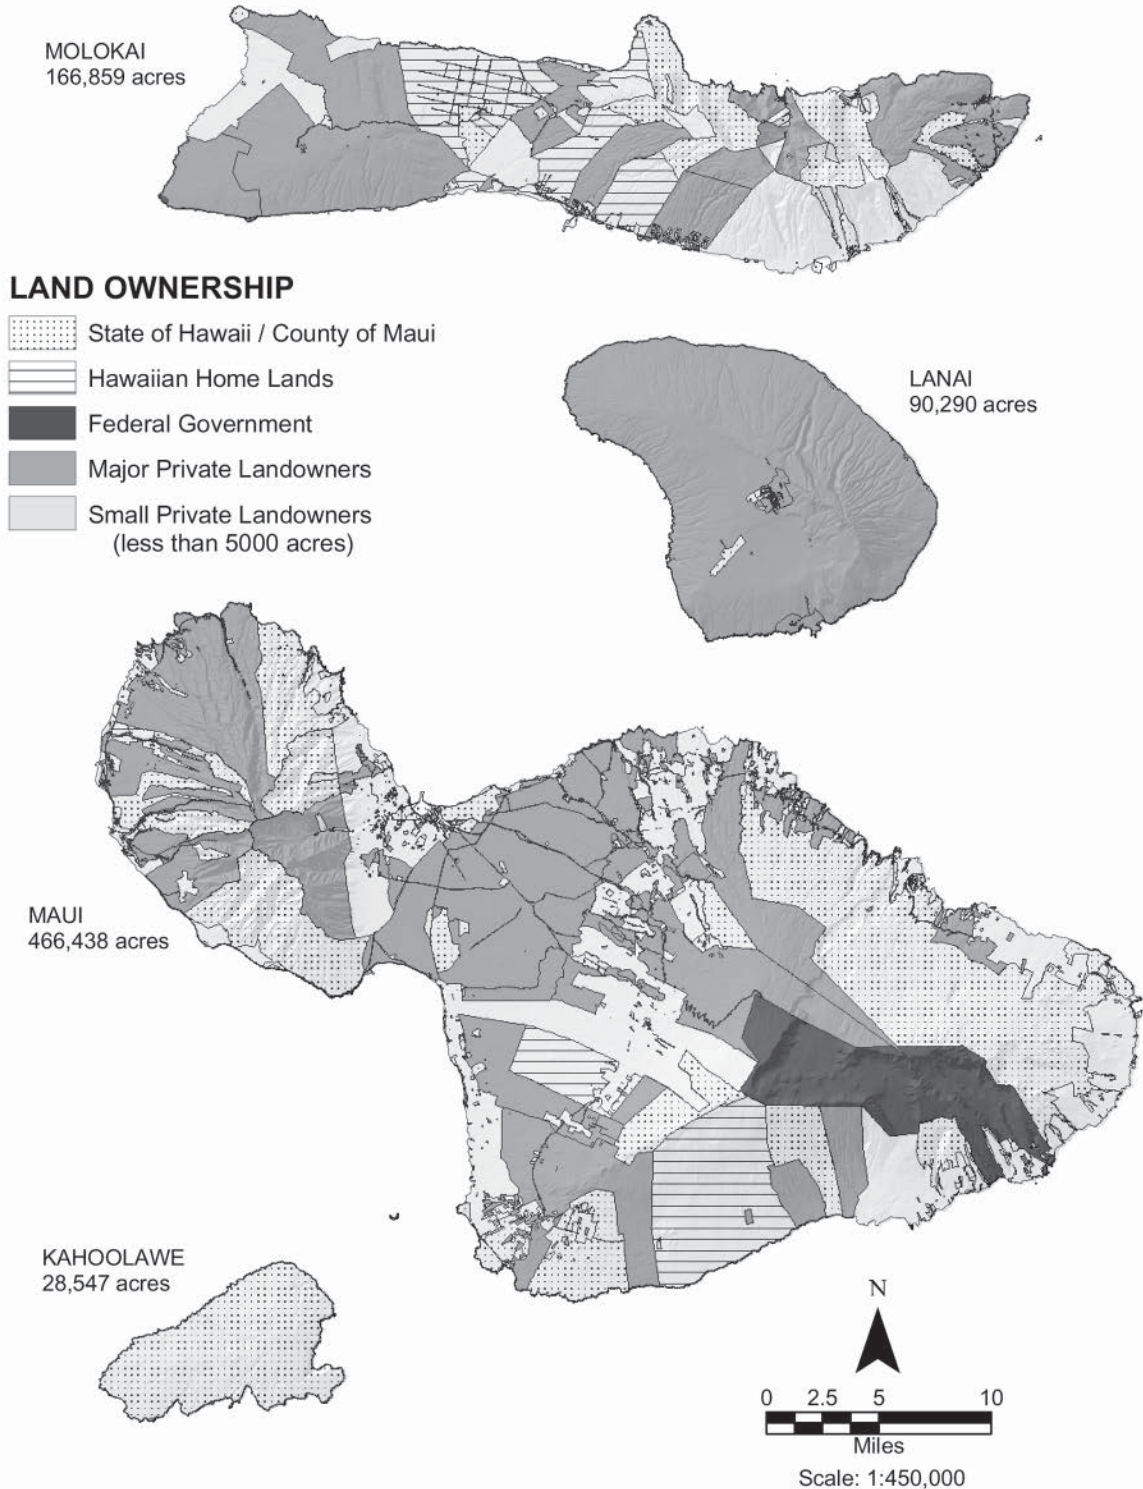 MOLOKAI
166,859 acres
LAND OWNERSHIP
State of Hawaii / County of Maui
Hawaiian Home Lands
Federal Government
Major Private Landowners
Small Private Landowners
(less than 5000 acres)
LANAI
90,290 acres
MAUI
466,438 acres
KAHOOLAWE
28,547 acres
N
0 2.5 5 10
Miles
Scale: 1:450,000